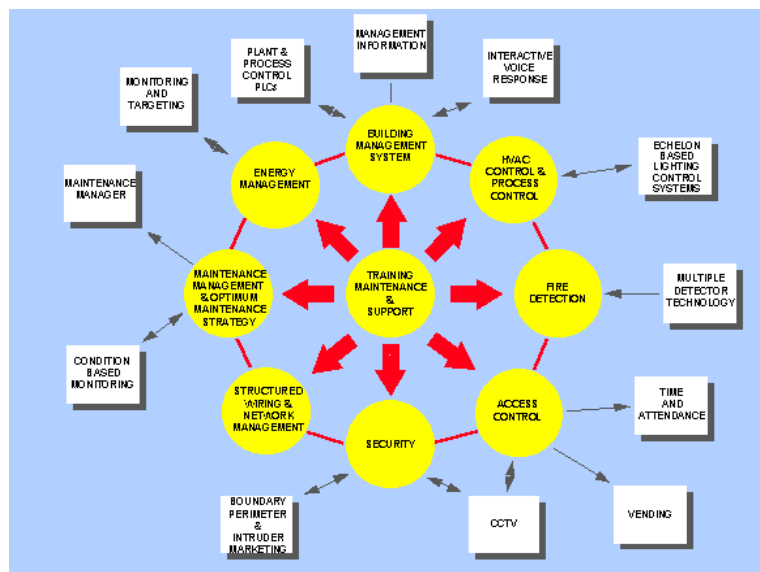 MANAGEMENT
INFORMATION
PLANT &
PROCESS
CONTROL
PLCs
INTERACTIVE
VOICE
RESPONSE
MONITORING
AND
TARGETING
BUILDING
MANAGEMENT
SYSTEM
ECHELON
BASED
LIGHTING
CONTROL
SYSTEMS
ENERGY
MANAGEMENT
HVAC
CONTROL &
PROCESS
CONTROL
MAINTENANCE
MANAGER
MAINTENANCE
MANAGEMENT
& OPTIMUM
MAINTENANCE
STRATEGY
TRAINING
MAINTENANCE
&
SUPPORT
FIRE
DETECTION
MULTIPLE
DETECTOR
TECHNOLOGY
CONDITION
BASED
MONITORING
STRUCTURED
WIRING &
NETWORK
MANAGEMENT
ACCESS
CONTROL
TIME
AND
ATTENDANCE
SECURITY
BOUNDARY
PERIMETER
&
INTRUDER
MARKETING
CCTV
VENDING